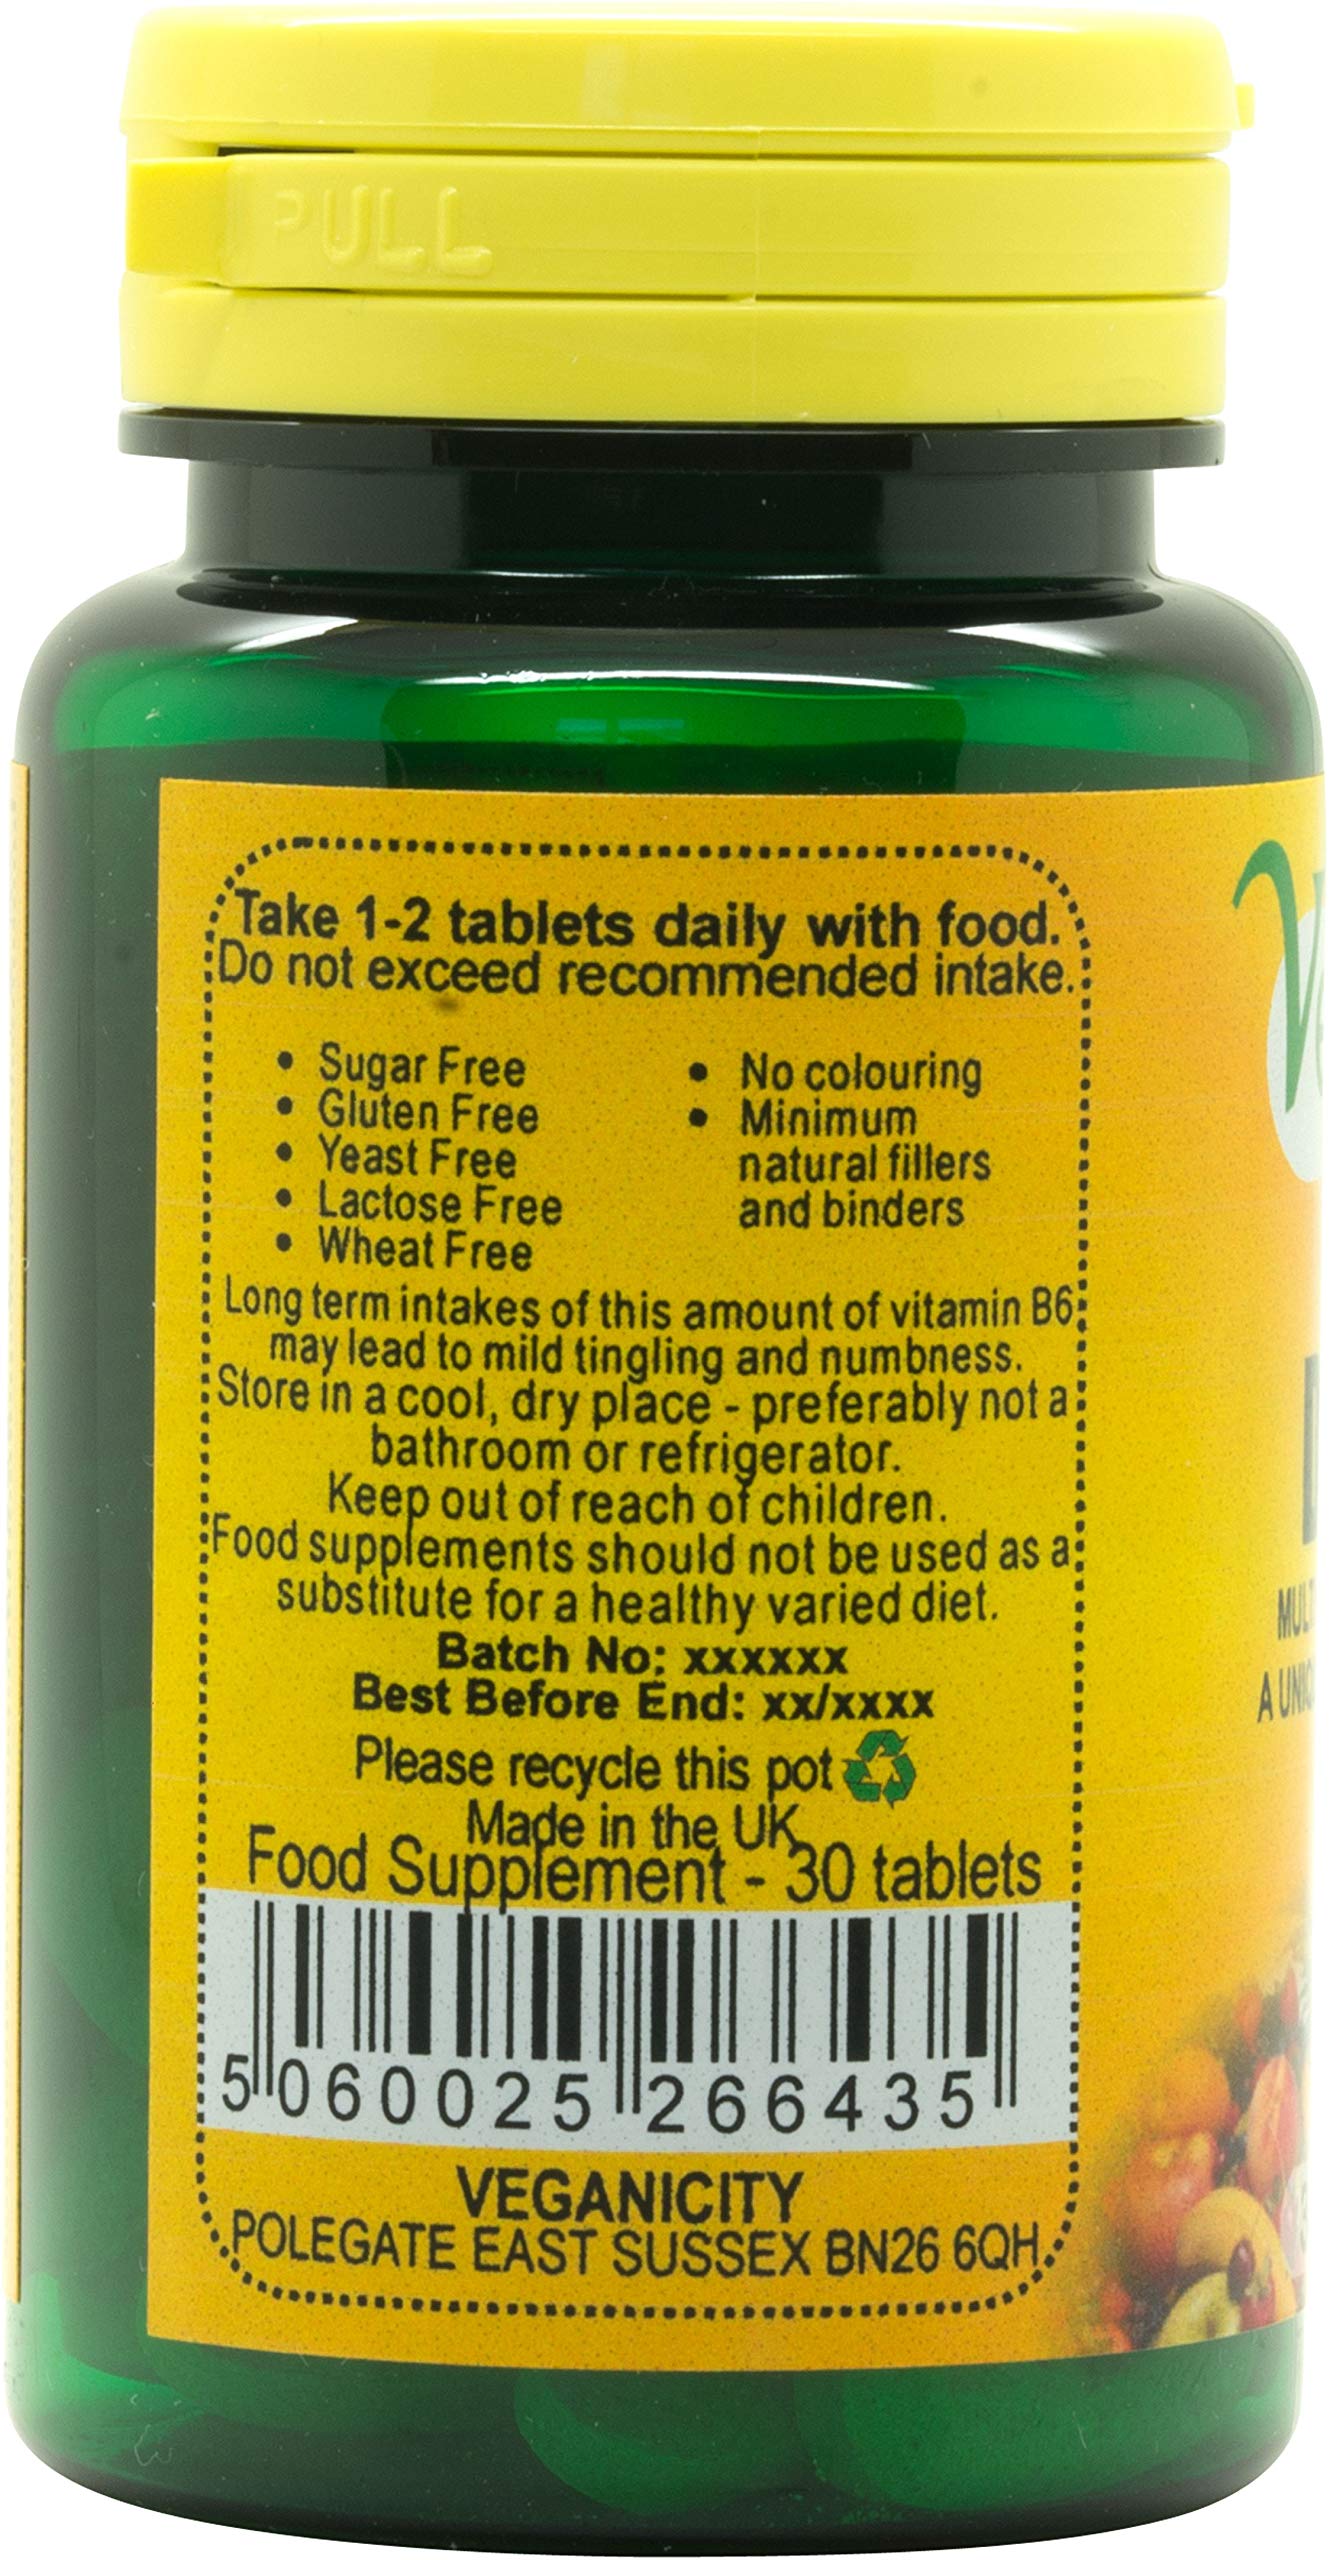 PULL
Take 1-2 tablets daily with food.
Do not exceed recommended intake.
• Sugar Free
• Gluten Free
• Yeast Free
• Lactose Free
• Wheat Free
• No colouring
• Minimum
natural fillers
and binders
Long term intakes of this amount of vitamin B6
may lead to mild tingling and numbness.
Store in a cool, dry place - preferably not a
bathroom or refrigerator.
Keep out of reach of children.
Food supplements should not be used as a
substitute for a healthy varied diet.
Batch No: xxxxxx
Best Before End: xx/xxxx
Please recycle this pot
Made in the UK
Food Supplement - 30 tablets
5 060025 266435
VEGANICITY
POLEGATE EAST SUSSEX BN26 6QH
A